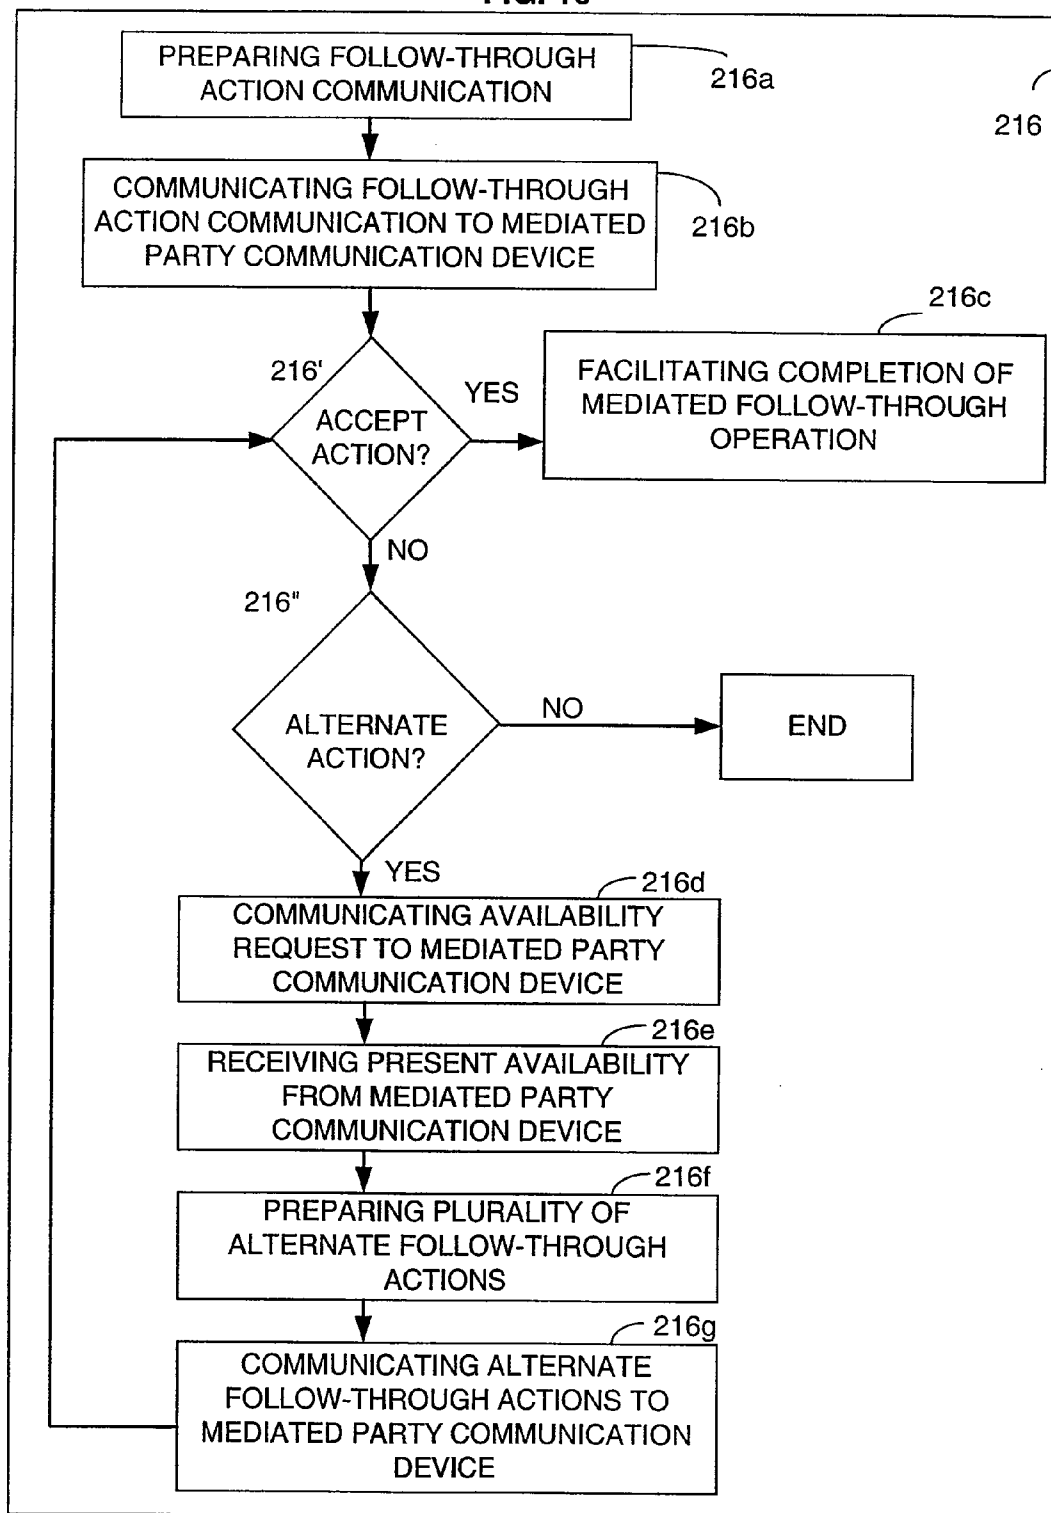 PREPARING FOLLOW-THROUGH
ACTION COMMUNICATION
216a
216
COMMUNICATING FOLLOW-THROUGH
ACTION COMMUNICATION TO MEDIATED
PARTY COMMUNICATION DEVICE
216b
216c
216'
ACCEPT
ACTION?
YES
FACILITATING COMPLETION OF
MEDIATED FOLLOW-THROUGH
OPERATION
NO
216"
ALTERNATE
ACTION?
NO
END
YES
216d
COMMUNICATING AVAILABILITY
REQUEST TO MEDIATED PARTY
COMMUNICATION DEVICE
216e
RECEIVING PRESENT AVAILABILITY
FROM MEDIATED PARTY
COMMUNICATION DEVICE
216f
PREPARING PLURALITY OF
ALTERNATE FOLLOW-THROUGH
ACTIONS
216g
COMMUNICATING ALTERNATE
FOLLOW-THROUGH ACTIONS TO
MEDIATED PARTY COMMUNICATION
DEVICE